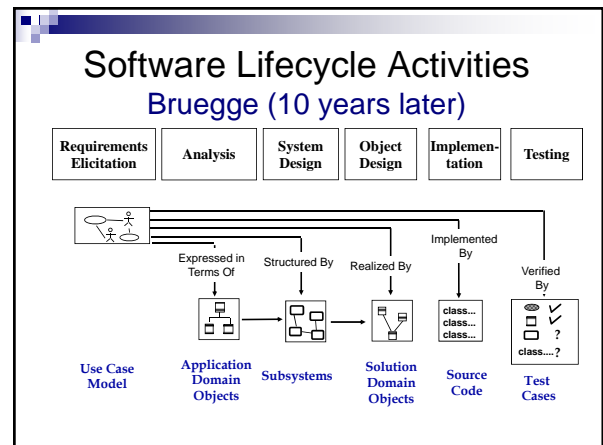 Software Lifecycle Activities
Bruegge (10 years later)
Requirements
Elicitation
Analysis
System
Design
Object
Design
Implemen-
tation
Testing
Expressed in
Terms Of
Structured By
Realized By
Implemented
By
Verified
By
class...
class...
class...
?
class....?
Use Case
Model
Application
Domain
Objects
Subsystems
Solution
Domain
Objects
Source
Code
Test
Cases